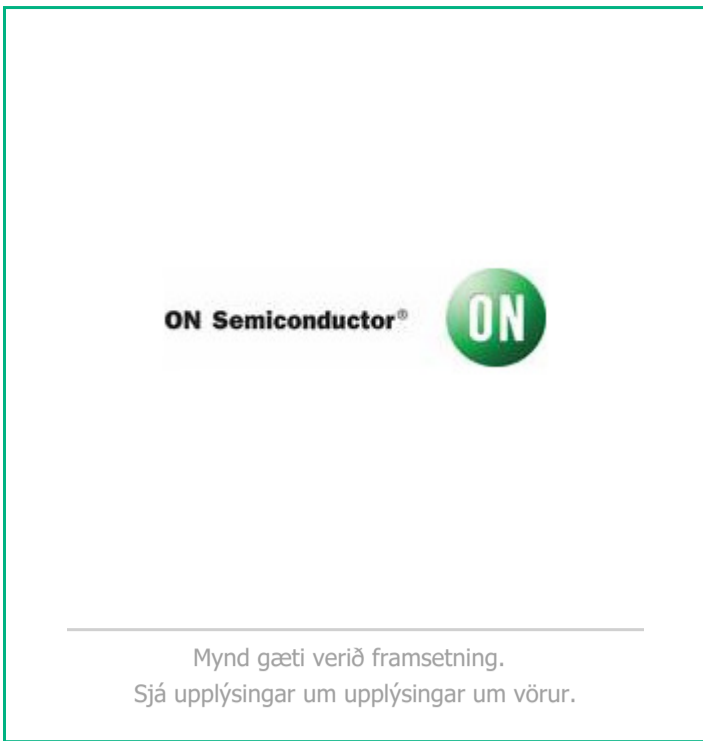 ON Semiconductor® ON
Mynd gæti verið framsetning.
Sjá upplýsingar um upplýsingar um vörur.